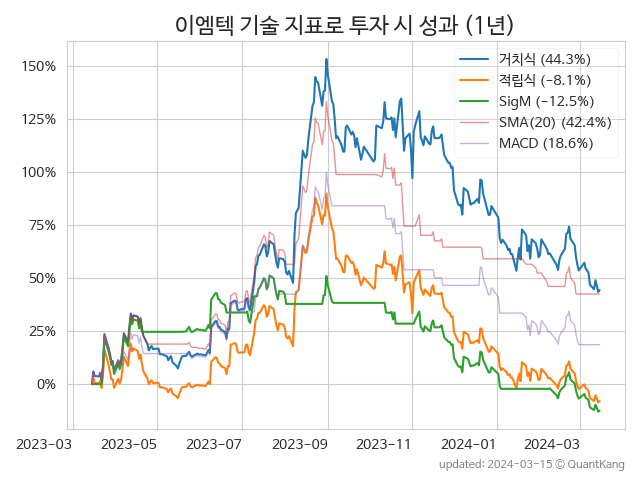 이엠텍 기술 지표로 투자 시 성과 (1년)
거치식 (44.3%)
적립식 (−8.1%)
SigM (−12.5%)
SMA(20) (42.4%)
MACD (18.6%)
150%
125%
100%
75%
50%
25%
0%
2023-03 2023-05 2023-07 2023-09 2023-11 2024-01 2024-03
updated: 2024-03-15 © QuantKang